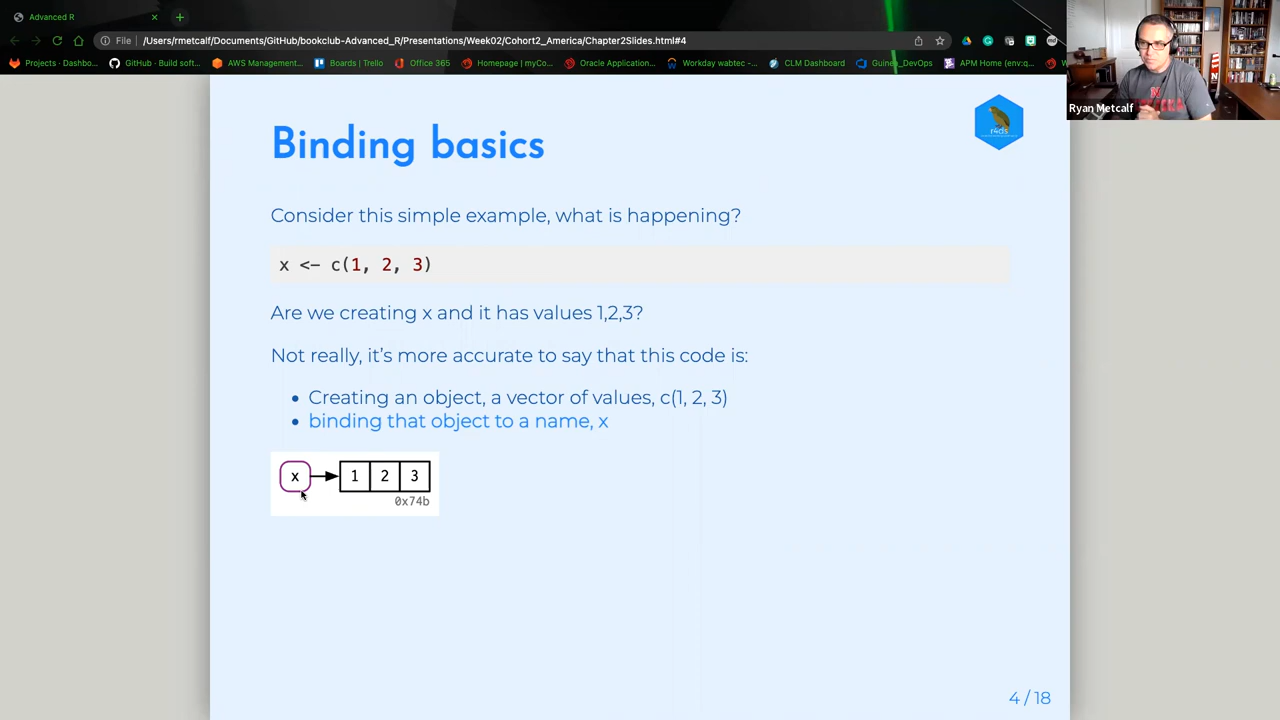 Advanced R
File | /Users/rmetcalf/Documents/GitHub/bookclub-Advanced_R/Presentations/Week02/Cohort2_America/Chapter2Slides.html#4
Projects · Dashbo... GitHub · Build soft... AWS Management... Boards | Trello Office 365 Homepage | myCo... Oracle Application... Workday wabtec -... CLM Dashboard Guinea_DevOps APM Home (env:q...
Ryan Metcalf
r4ds
Binding basics
Consider this simple example, what is happening?
x <- c(1, 2, 3)
Are we creating x and it has values 1,2,3?
Not really, it’s more accurate to say that this code is:
• Creating an object, a vector of values, c(1, 2, 3)
• binding that object to a name, x
x 1 2 3
0x74b
4 / 18